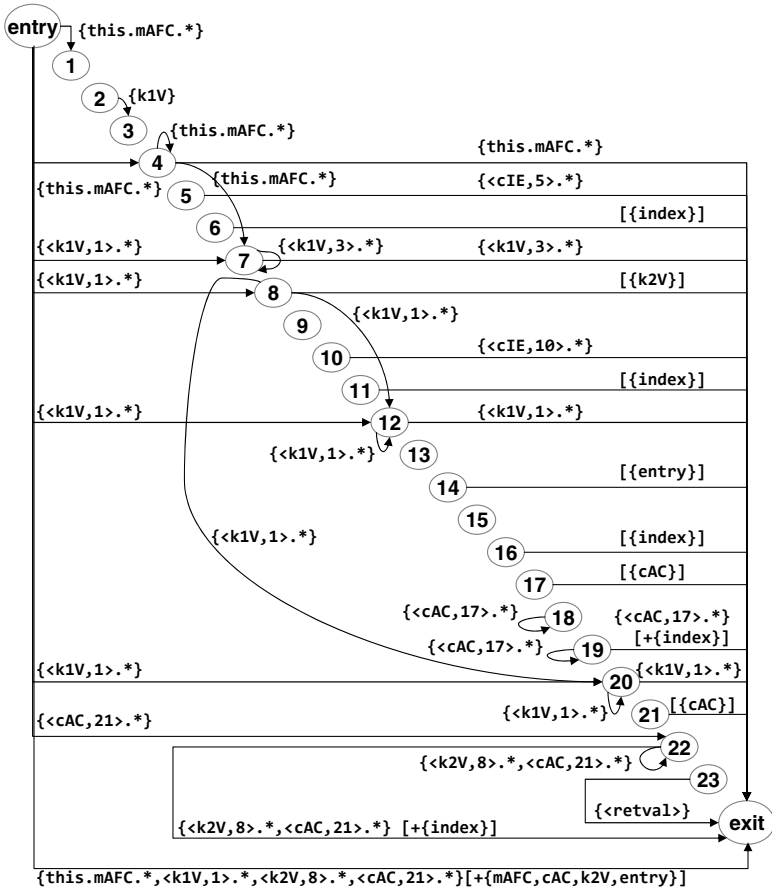 entry {this.mAFC.*}
1
2 {k1V}
3
{this.mAFC.*} {this.mAFC.*}
4
{this.mAFC.*} {this.mAFC.*} {<cIE,5>.*}
5
6 [{index}]
{<k1V,1>.*} {<k1V,3>.*} {<k1V,3>.*}
7
{<k1V,1>.*} [{k2V}]
8
{<k1V,1>.*}
9
10 {<cIE,10>.*}
11 [{index}]
{<k1V,1>.*} {<k1V,1>.*}
12
{<k1V,1>.*} 13
14 [{entry}]
15
{<k1V,1>.*} [{index}]
16
17 [{cAC}]
{<cAC,17>.*} 18 {<cAC,17>.*}
{<cAC,17>.*} 19 [+{index}]
{<k1V,1>.*} {<k1V,1>.*}
20
{<k1V,1>.*} 21 [{cAC}]
{<cAC,21>.*}
22
{<k2V,8>.*,<cAC,21>.*}
23
{<retval>}
{<k2V,8>.*,<cAC,21>.*} [+{index}] exit
{this.mAFC.*,<k1V,1>.*,<k2V,8>.*,<cAC,21>.*}[+{mAFC,cAC,k2V,entry}]